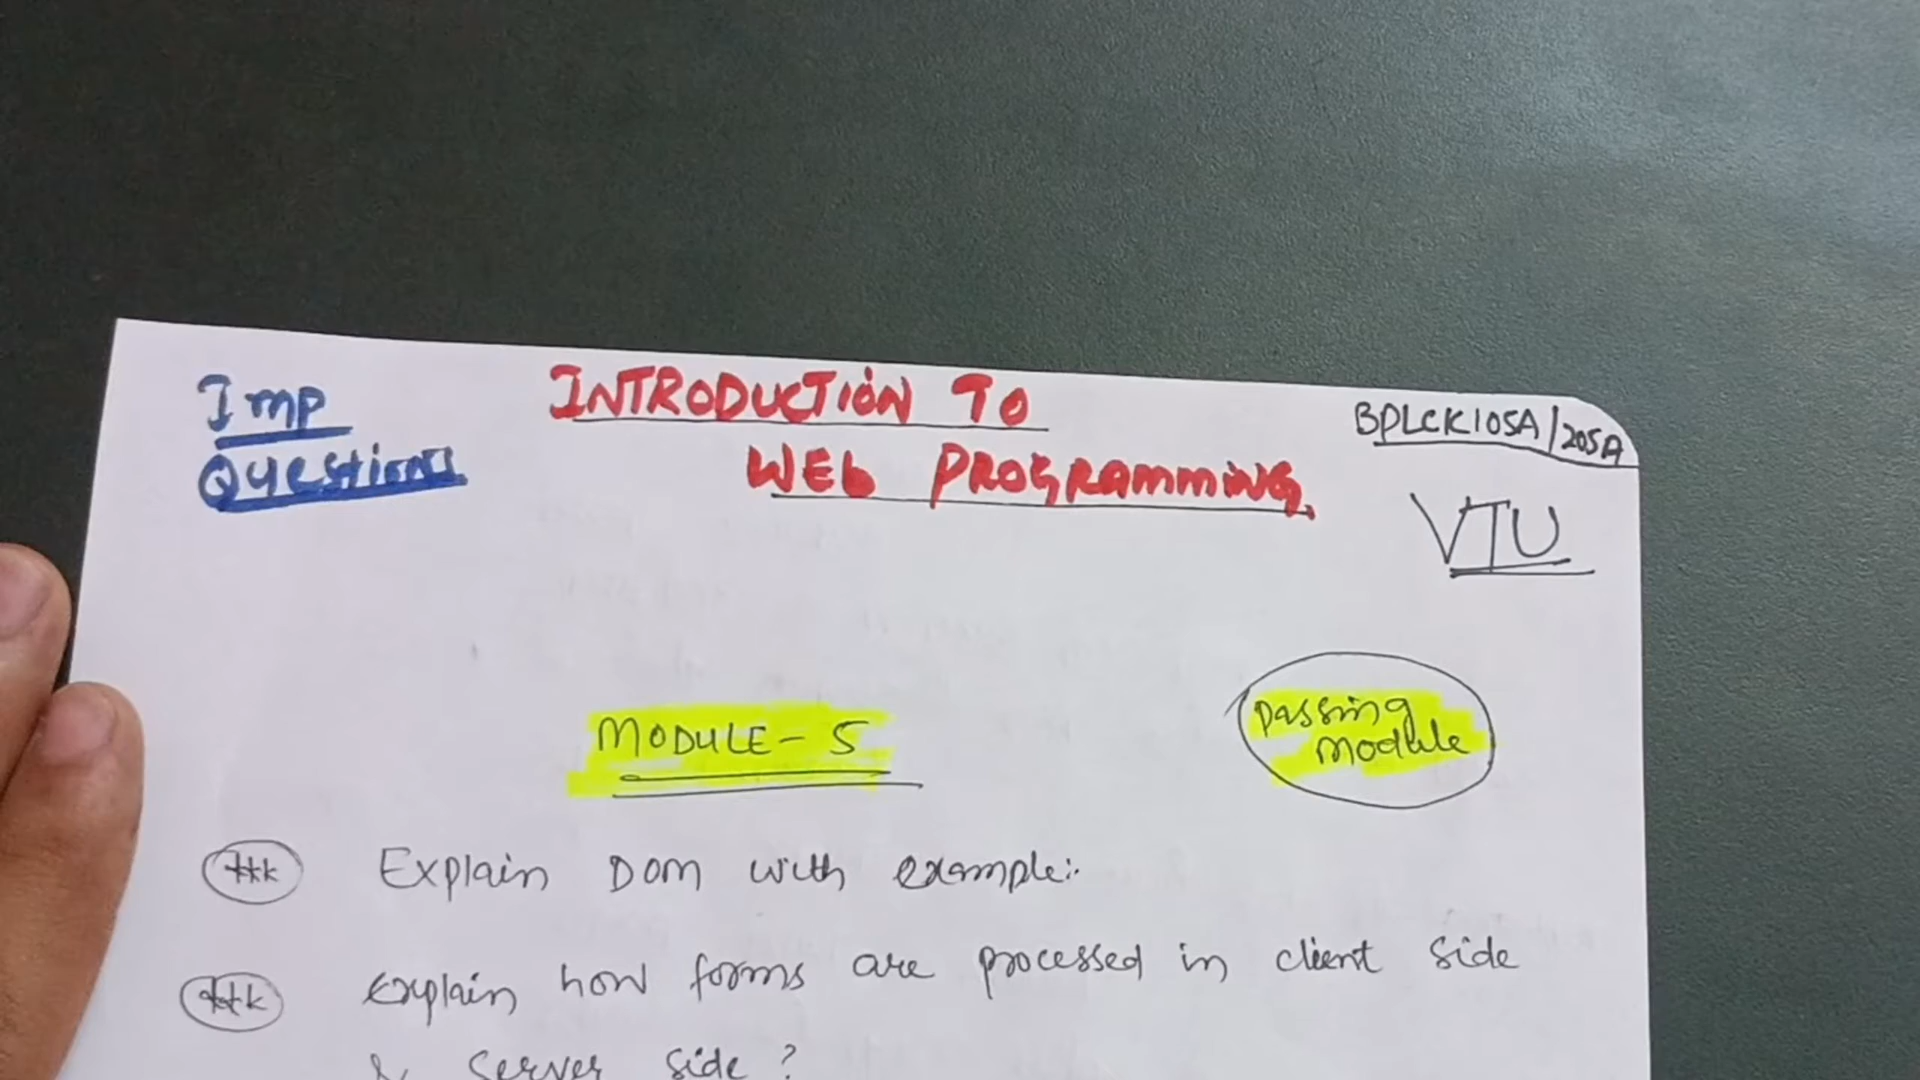 Imp
Questions
INTRODUCTION TO
WEb PROGRAMMING.
BPLCK105A/205A
VTU
MODULE - 5
passing
module
*** Explain DOM with example:-
*** Explain how forms are processed in client side
& server side?